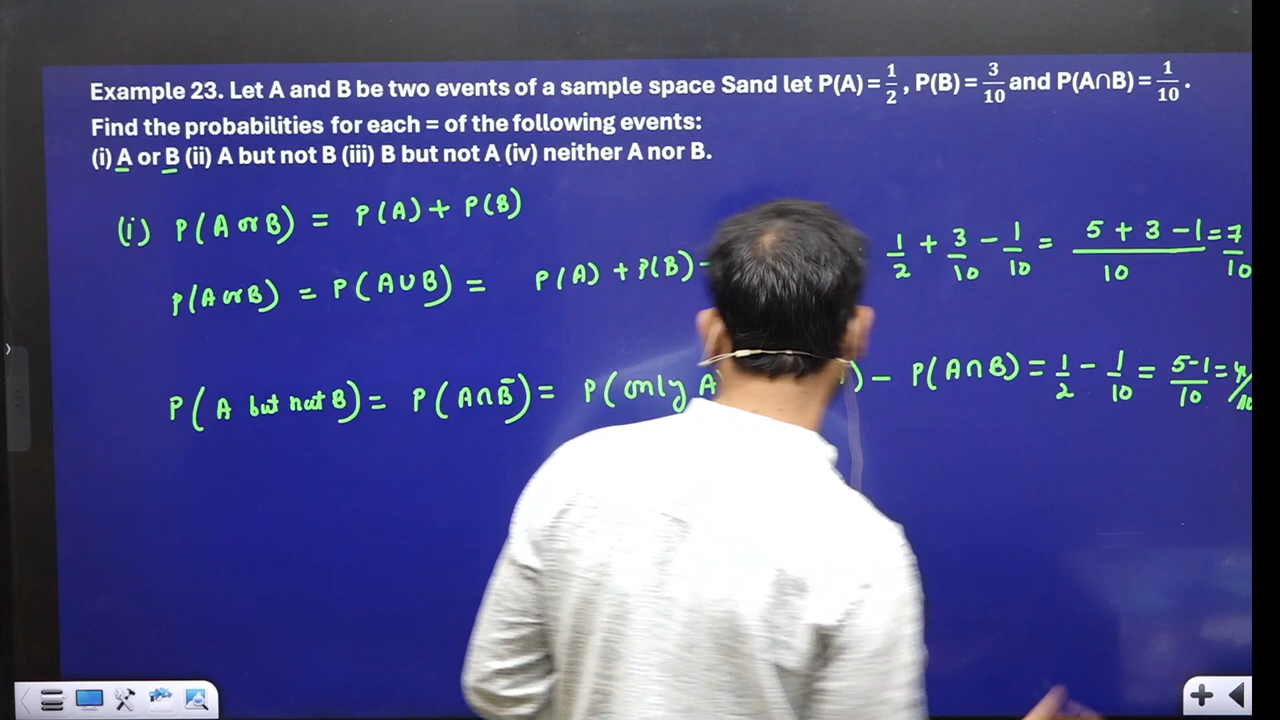 Example 23. Let A and B be two events of a sample space Sand let P(A) = 1/2 , P(B) = 3/10 and P(A∩B) = 1/10 .
Find the probabilities for each = of the following events:
(i) A or B (ii) A but not B (iii) B but not A (iv) neither A nor B.
(i) P(A or B) = P(A) + P(B)
P(A or B) = P(A∪B) = P(A) + P(B) - 1/2 + 3/10 - 1/10 = 5 + 3 - 1/10 = 7/10
P(A but not B) = P(A∩B̄) = P(only A) - P(A∩B) = 1/2 - 1/10 = 5-1/10 = 4/10